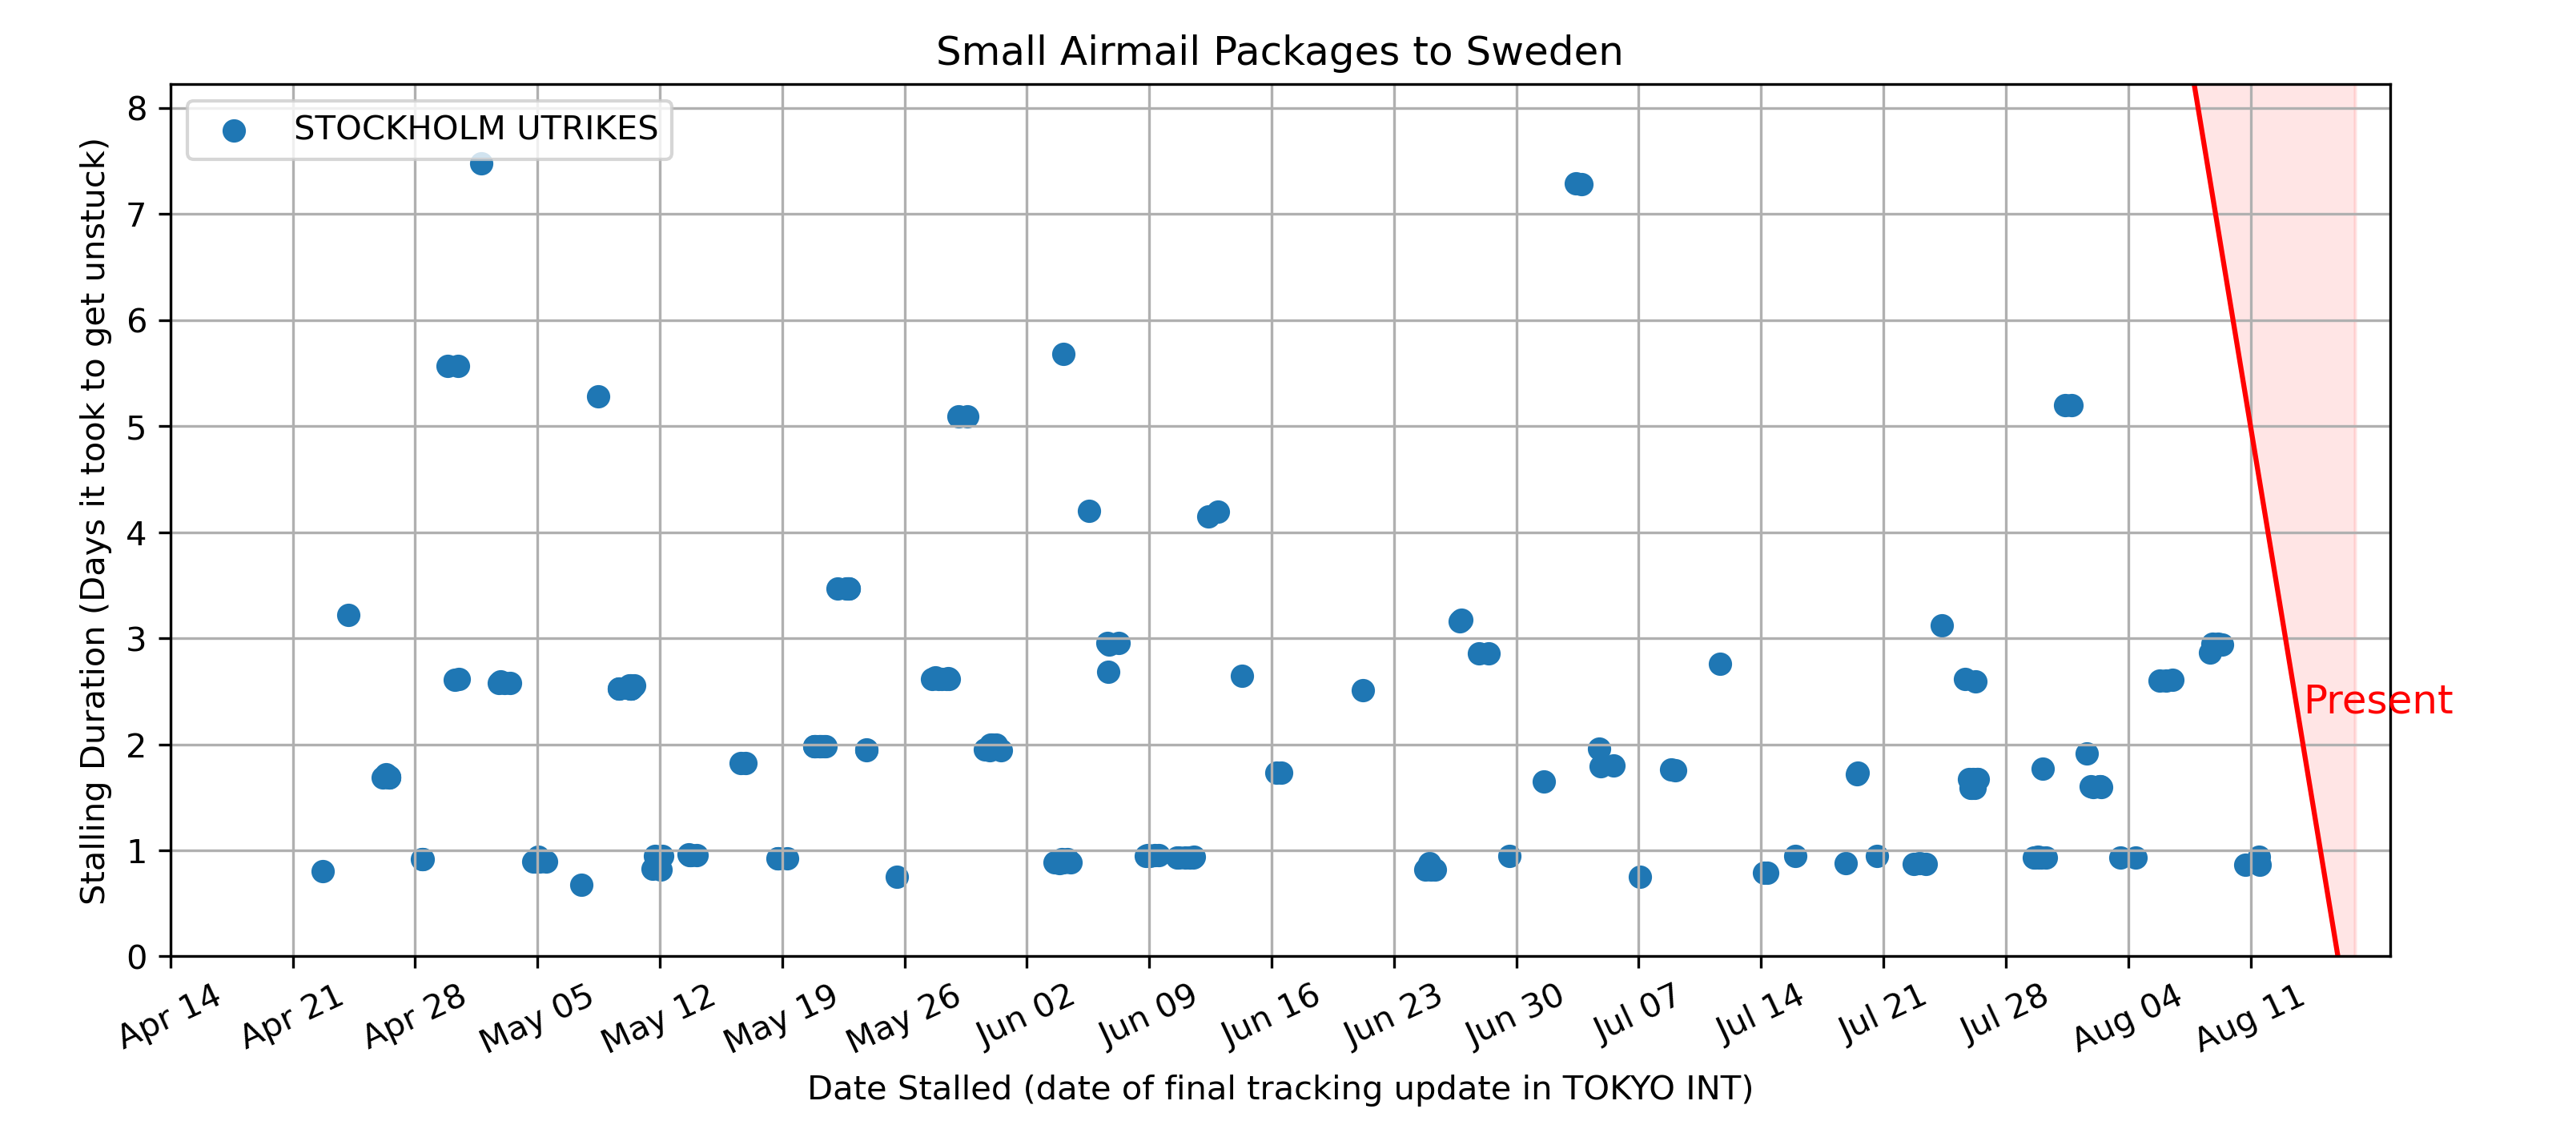 Small Airmail Packages to Sweden
STOCKHOLM UTRIKES
Stalling Duration (Days it took to get unstuck)
8
7
6
5
4
3
2
1
0
Present
Apr 14
Apr 21
Apr 28
May 05
May 12
May 19
May 26
Jun 02
Jun 09
Jun 16
Jun 23
Jun 30
Jul 07
Jul 14
Jul 21
Jul 28
Aug 04
Aug 11
Date Stalled (date of final tracking update in TOKYO INT)